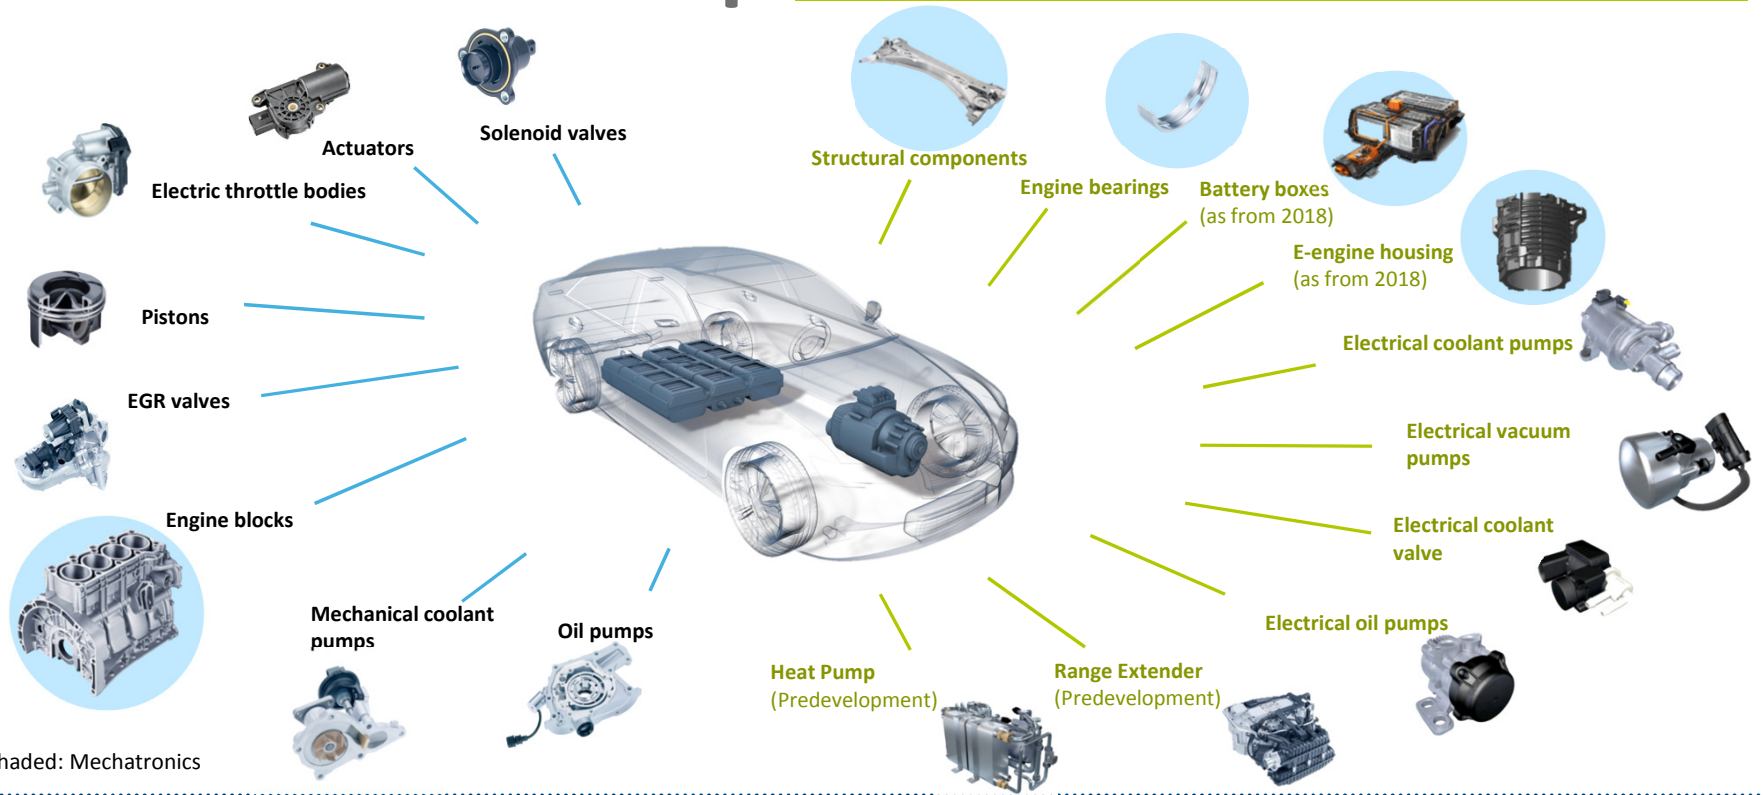 Solenoid valves
Actuators
Electric throttle bodies
Pistons
EGR valves
Engine blocks
Mechanical coolant
pumps
Oil pumps
Structural components
Engine bearings
Battery boxes
(as from 2018)
E-engine housing
(as from 2018)
Electrical coolant pumps
Electrical vacuum
pumps
Electrical coolant
valve
Electrical oil pumps
Range Extender
(Predevelopment)
Heat Pump
(Predevelopment)
haded: Mechatronics